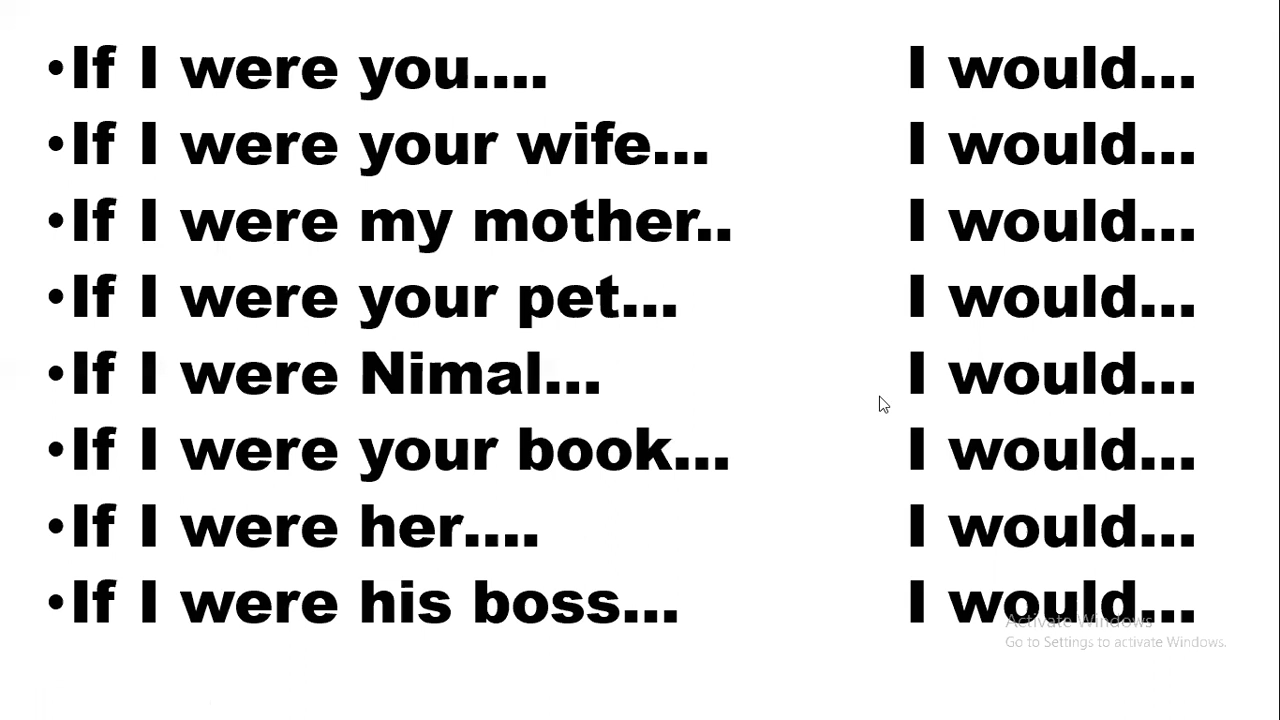 •If I were you.... I would...
•If I were your wife... I would...
•If I were my mother.. I would...
•If I were your pet... I would...
•If I were Nimal... I would...
•If I were your book... I would...
•If I were her.... I would...
•If I were his boss... I would...
Activate Windows
Go to Settings to activate Windows.